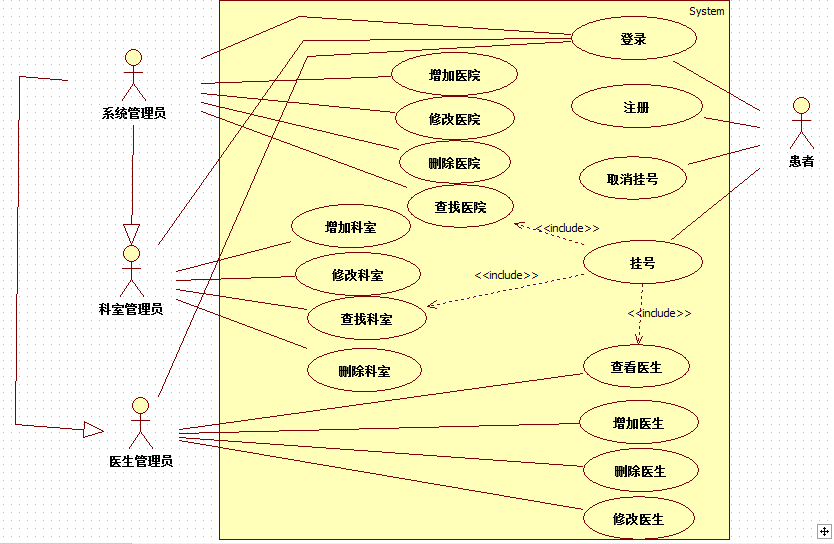 System
登录
增加医院
系统管理员
修改医院
注册
删除医院
患者
取消挂号
查找医院
增加科室
<<include>>
挂号
修改科室
<<include>>
科室管理员
查找科室
<<include>>
删除科室
查看医生
增加医生
医生管理员
删除医生
修改医生